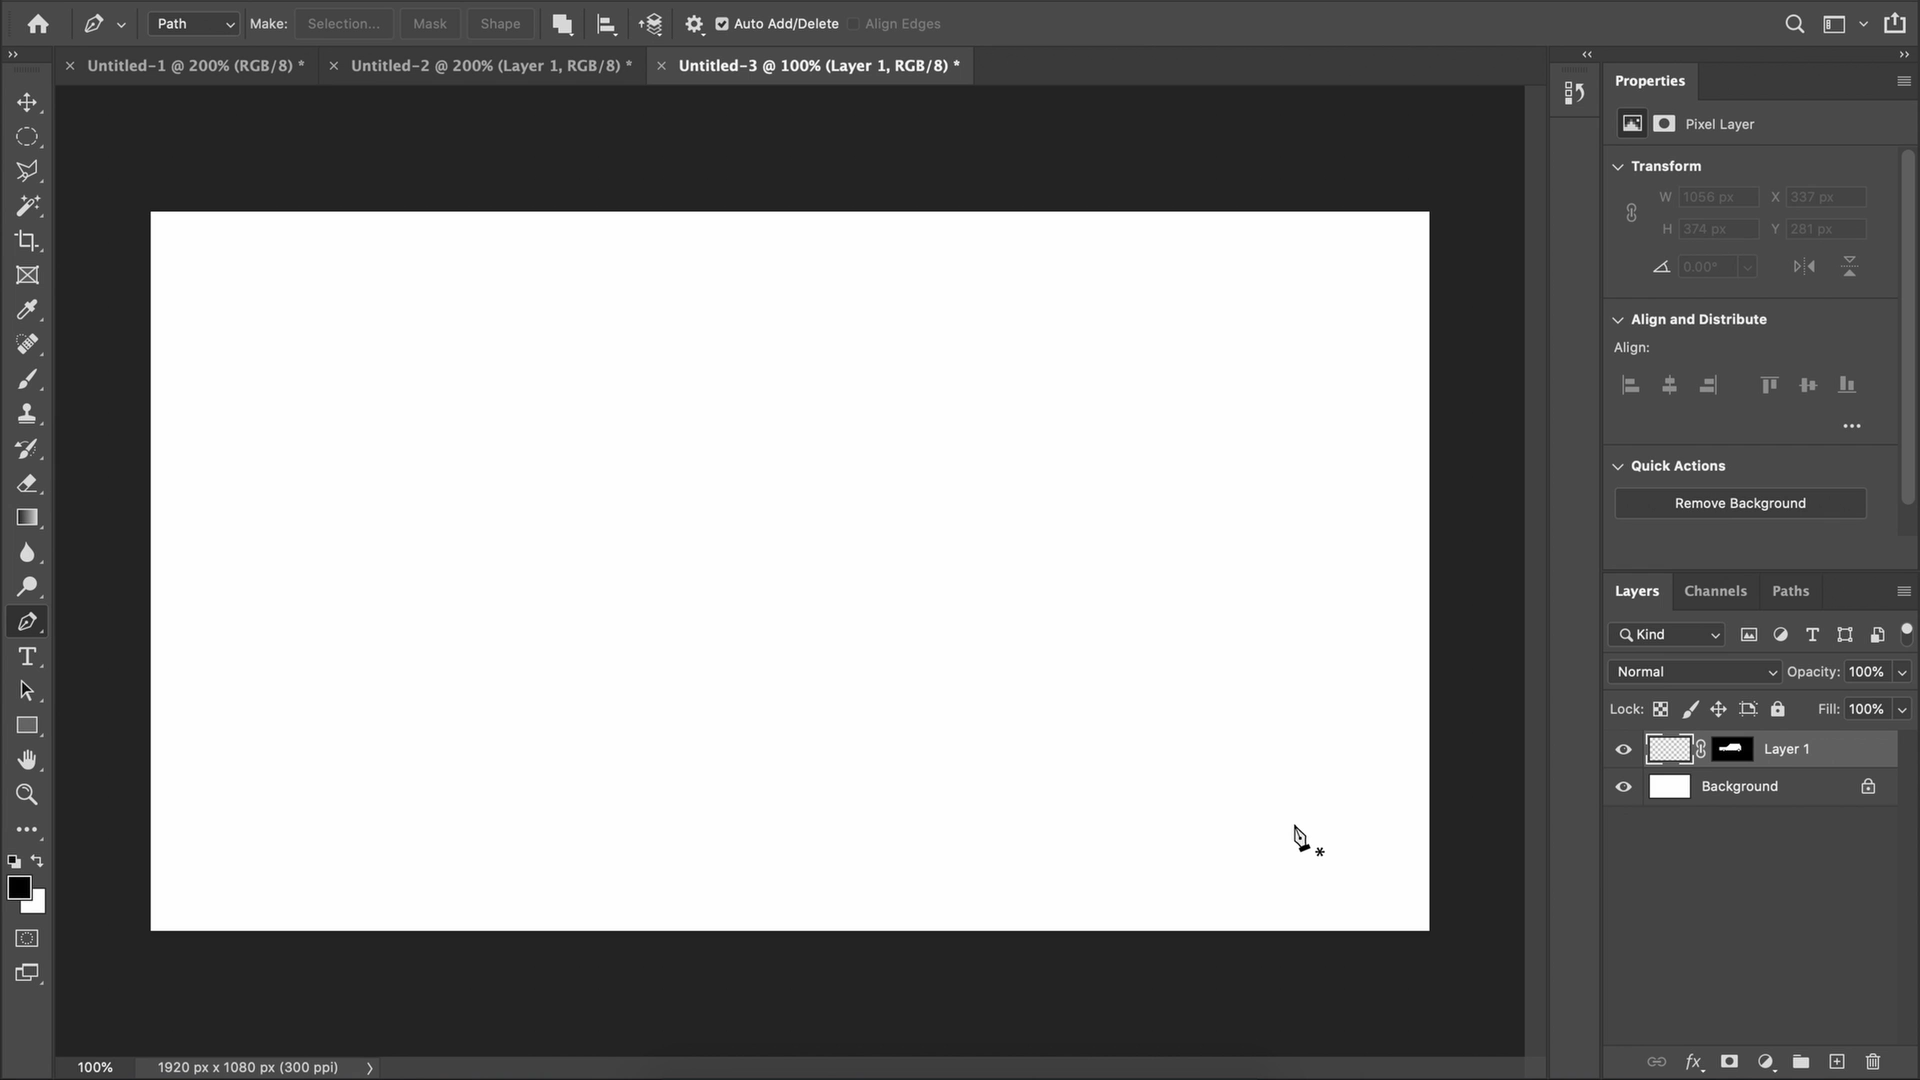 Path
Make:
Selection...
Mask
Shape
Auto Add/Delete
Align Edges
Untitled-1 @ 200% (RGB/8) *
Untitled-2 @ 200% (Layer 1, RGB/8) *
Untitled-3 @ 100% (Layer 1, RGB/8) *
Properties
Pixel Layer
Transform
W 1056 px X 337 px
H 374 px Y 281 px
0.00°
Align and Distribute
Align:
Quick Actions
Remove Background
Layers Channels Paths
Kind
Normal Opacity: 100%
Lock: Fill: 100%
Layer 1
Background
100% 1920 px x 1080 px (300 ppi)